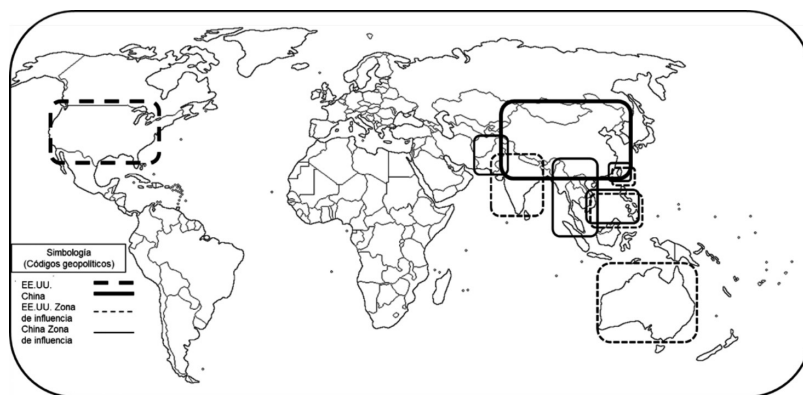 Simbología
(Códigos geopolíticos)
EE.UU.
China
EE.UU. Zona
de influencia
China Zona
de influencia